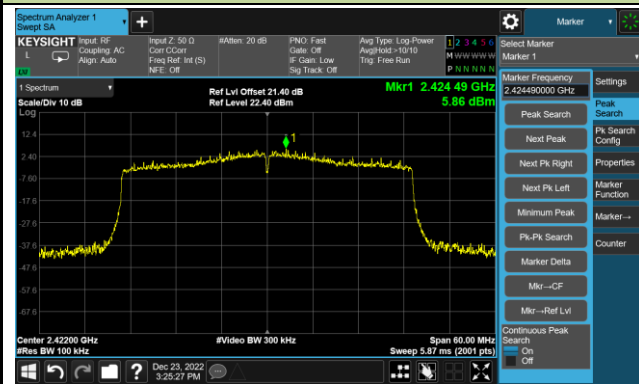 Spectrum Analyzer 1
Swept SA
+
Marker
KEYSIGHT
L
LV
Input: RF
Coupling: AC
Align: Auto
Input Z: 50 Ω
Corr CCorr
Freq Ref: Int (S)
NFE: Off
#Atten: 20 dB
PNO: Fast
Gate: Off
IF Gain: Low
Sig Track: Off
Avg Type: Log-Power
Avg|Hold:>10/10
Trig: Free Run
1 2 3 4 5 6
M W W W W W
P N N N N N
Select Marker
Marker 1
1 Spectrum
Scale/Div 10 dB
Log
Ref Lvl Offset 21.40 dB
Ref Level 22.40 dBm
Mkr1 2.424 49 GHz
5.86 dBm
12.4
2.40
-7.60
-17.6
-27.6
-37.6
-47.6
-57.6
-67.6
1
Center 2.42200 GHz
#Res BW 100 kHz
#Video BW 300 kHz
Span 60.00 MHz
Sweep 5.87 ms (2001 pts)
Marker Frequency
2.424490000 GHz
Peak Search
Next Peak
Next Pk Right
Next Pk Left
Minimum Peak
Pk-Pk Search
Marker Delta
Mkr→CF
Mkr→Ref Lvl
Continuous Peak
Search
On
Off
Settings
Peak
Search
Pk Search
Config
Properties
Marker
Function
Marker→
Counter
?
Dec 23, 2022
3:25:27 PM